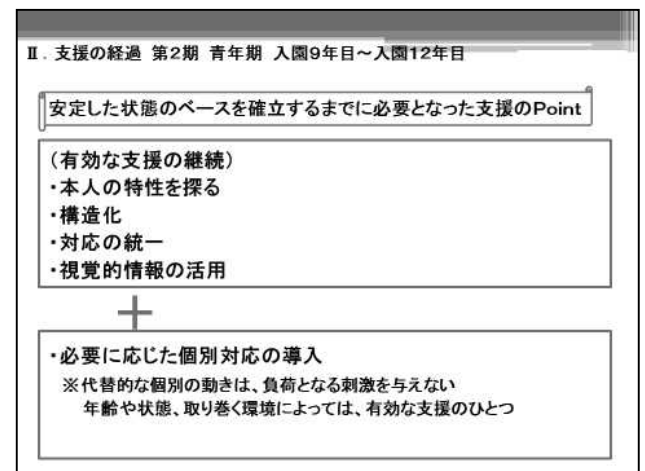 Ⅱ．支援の経過 第2期 青年期 入園9年目～入園12年目
安定した状態のベースを確立するまでに必要となった支援のPoint
（有効な支援の継続）
・本人の特性を探る
・構造化
・対応の統一
・視覚的情報の活用
＋
・必要に応じた個別対応の導入
※代替的な個別の動きは、負荷となる刺激を与えない
年齢や状態、取り巻く環境によっては、有効な支援のひとつ